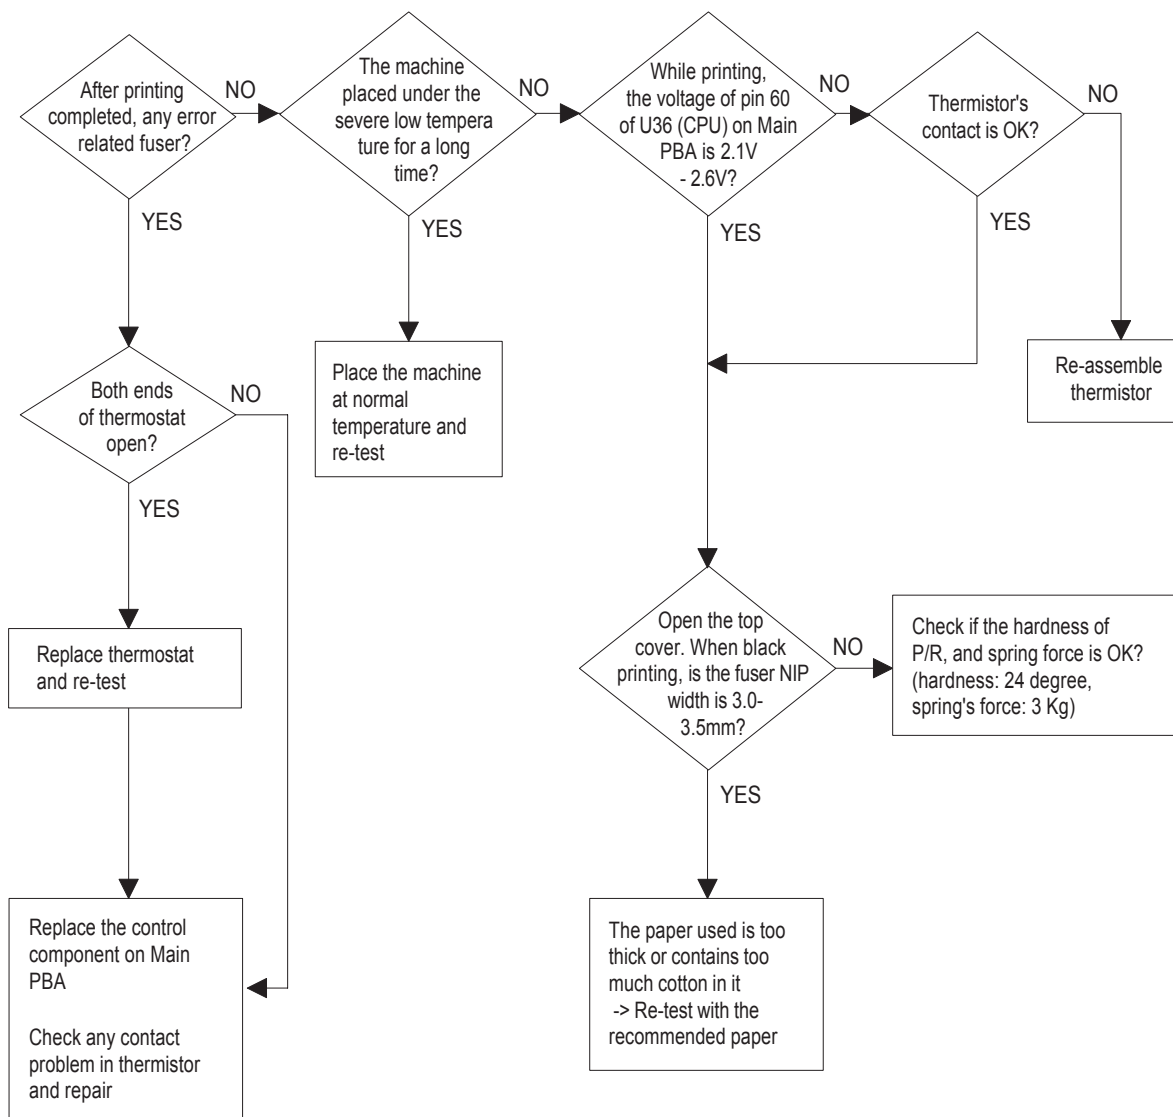 After printing
completed, any error
related fuser?
NO
YES
The machine
placed under the
severe low tempera
ture for a long
time?
NO
YES
While printing,
the voltage of pin 60
of U36 (CPU) on Main
PBA is 2.1V
- 2.6V?
NO
YES
Thermistor's
contact is OK?
NO
YES
Both ends
of thermostat
open?
NO
YES
Place the machine
at normal
temperature and
re-test
Re-assemble
thermistor
Replace thermostat
and re-test
Open the top
cover. When black
printing, is the fuser NIP
width is 3.0-
3.5mm?
NO
YES
Check if the hardness of
P/R, and spring force is OK?
(hardness: 24 degree,
spring's force: 3 Kg)
Replace the control
component on Main
PBA
Check any contact
problem in thermistor
and repair
The paper used is too
thick or contains too
much cotton in it
-> Re-test with the
recommended paper